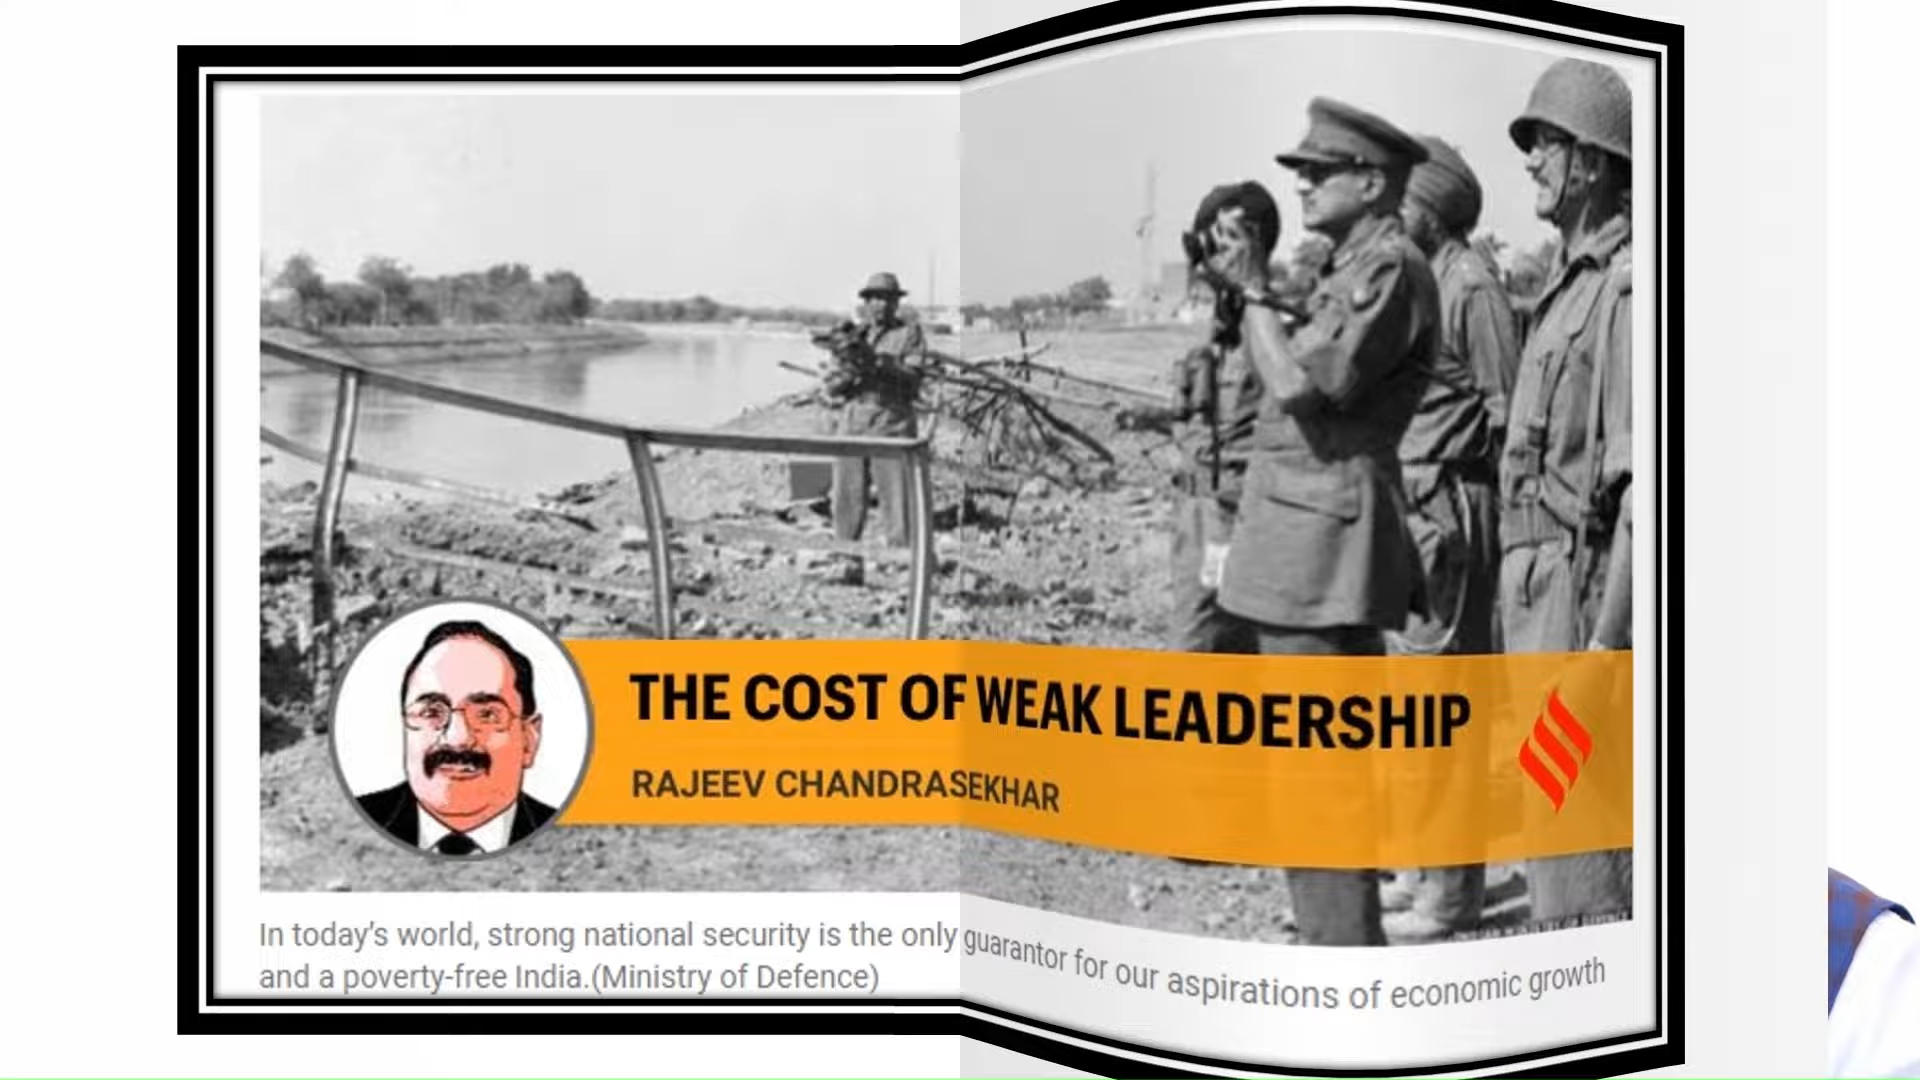 THE COST OF WEAK LEADERSHIP
RAJEEV CHANDRASEKHAR
In today's world, strong national security is the only guarantor for our aspirations of economic growth
and a poverty-free India.(Ministry of Defence)